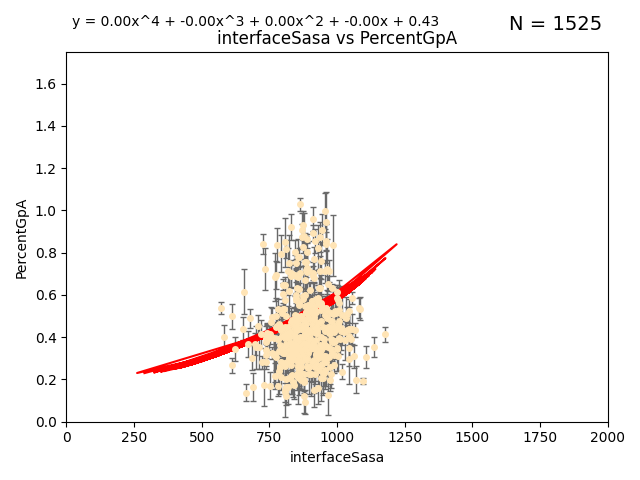 y = 0.00x^4 + -0.00x^3 + 0.00x^2 + -0.00x + 0.43
N = 1525
interfaceSasa vs PercentGpA
1.6
1.4
1.2
1.0
0.8
0.6
0.4
0.2
0.0
PercentGpA
0 250 500 750 1000 1250 1500 1750 2000
interfaceSasa